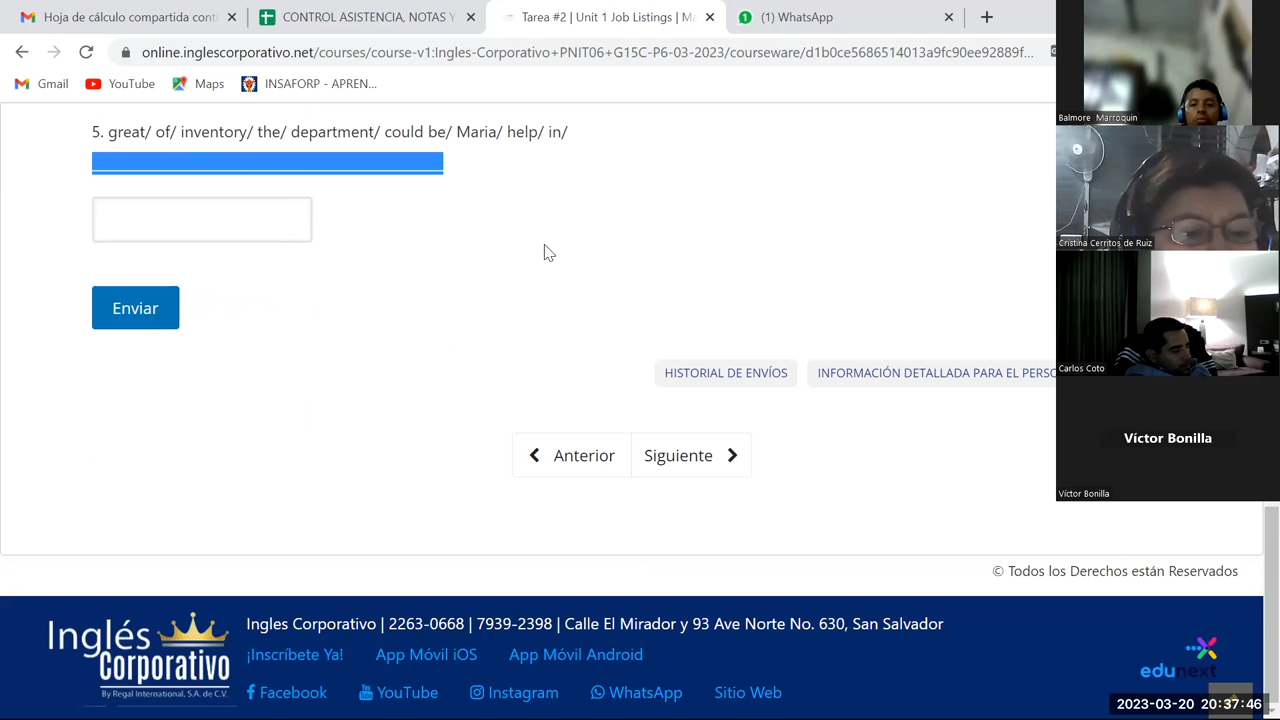 Hoja de cálculo compartida cont
CONTROL ASISTENCIA, NOTAS Y
Tarea #2 | Unit 1 Job Listings | Ma
(1) WhatsApp
online.inglescorporativo.net/courses/course-v1:Ingles-Corporativo+PNIT06+G15C-P6-03-2023/courseware/d1b0ce5686514013a9fc90ee92889f...
Gmail
YouTube
Maps
INSAFORP - APREN...
5. great/ of/ inventory/ the/ department/ could be/ Maria/ help/ in/
Enviar
HISTORIAL DE ENVÍOS
INFORMACIÓN DETALLADA PARA EL PERSO
Anterior
Siguiente
Balmore Marroquin
Cristina Cerritos de Ruiz
Carlos Coto
Víctor Bonilla
Víctor Bonilla
© Todos los Derechos están Reservados
Inglés
Corporativo
By Regal International, S.A. de C.V.
Ingles Corporativo | 2263-0668 | 7939-2398 | Calle El Mirador y 93 Ave Norte No. 630, San Salvador
¡Inscríbete Ya!
App Móvil iOS
App Móvil Android
Facebook
YouTube
Instagram
WhatsApp
Sitio Web
edunext
2023-03-20 20:37:46